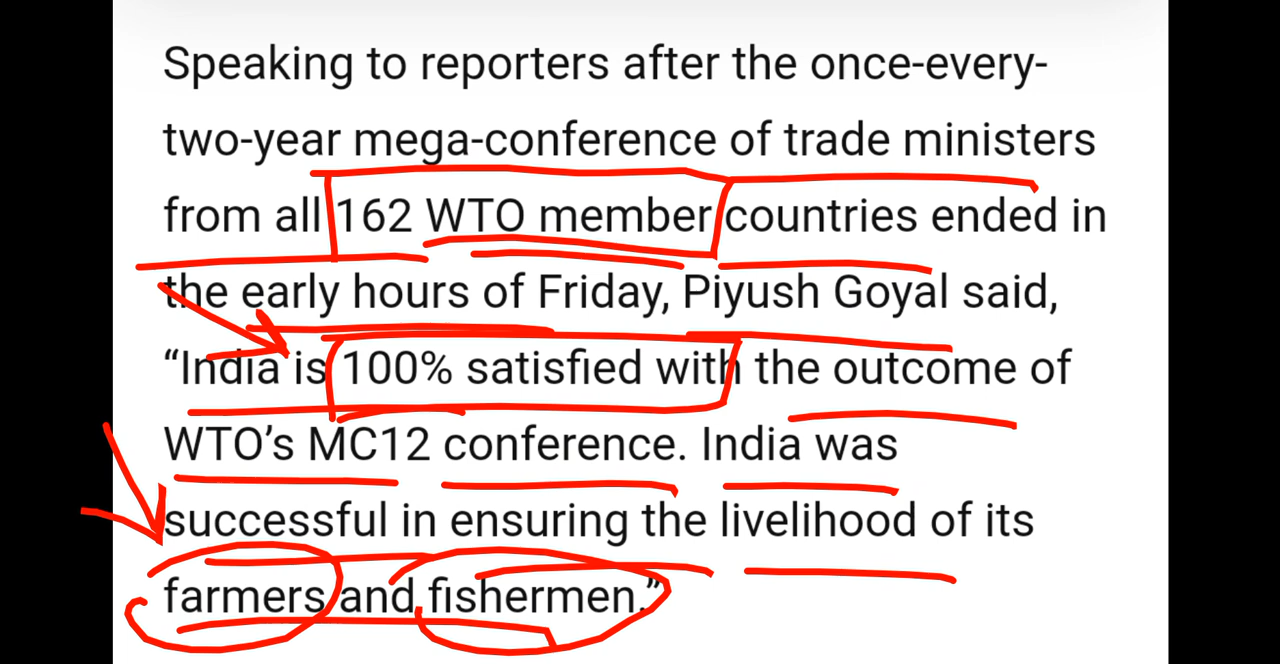 Speaking to reporters after the once-every-
two-year mega-conference of trade ministers
from all 162 WTO member countries ended in
the early hours of Friday, Piyush Goyal said,
“India is 100% satisfied with the outcome of
WTO’s MC12 conference. India was
successful in ensuring the livelihood of its
farmers and fishermen.”